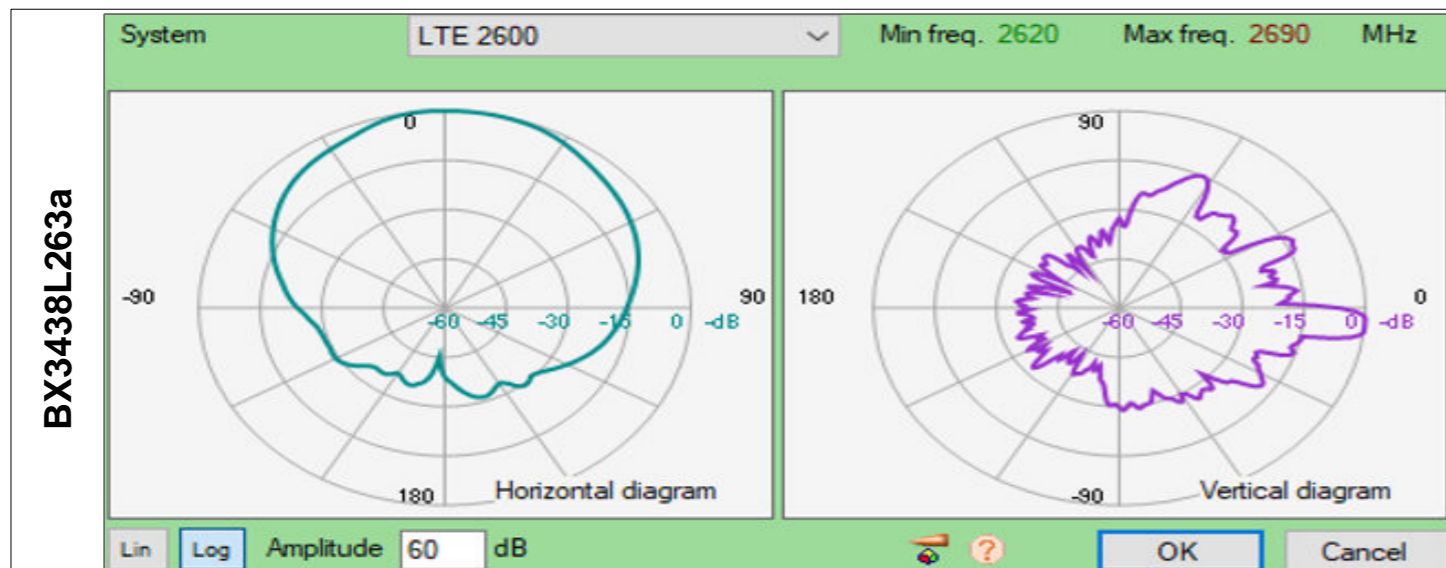 BX3438L263a
System LTE 2600 Min freq. 2620 Max freq. 2690 MHz
0
-90 90
-60 -45 -30 -15 0 -dB
180
Horizontal diagram
90
180 0
-60 -45 -30 -15 0 -dB
-90
Vertical diagram
Lin Log Amplitude 60 dB ? OK Cancel